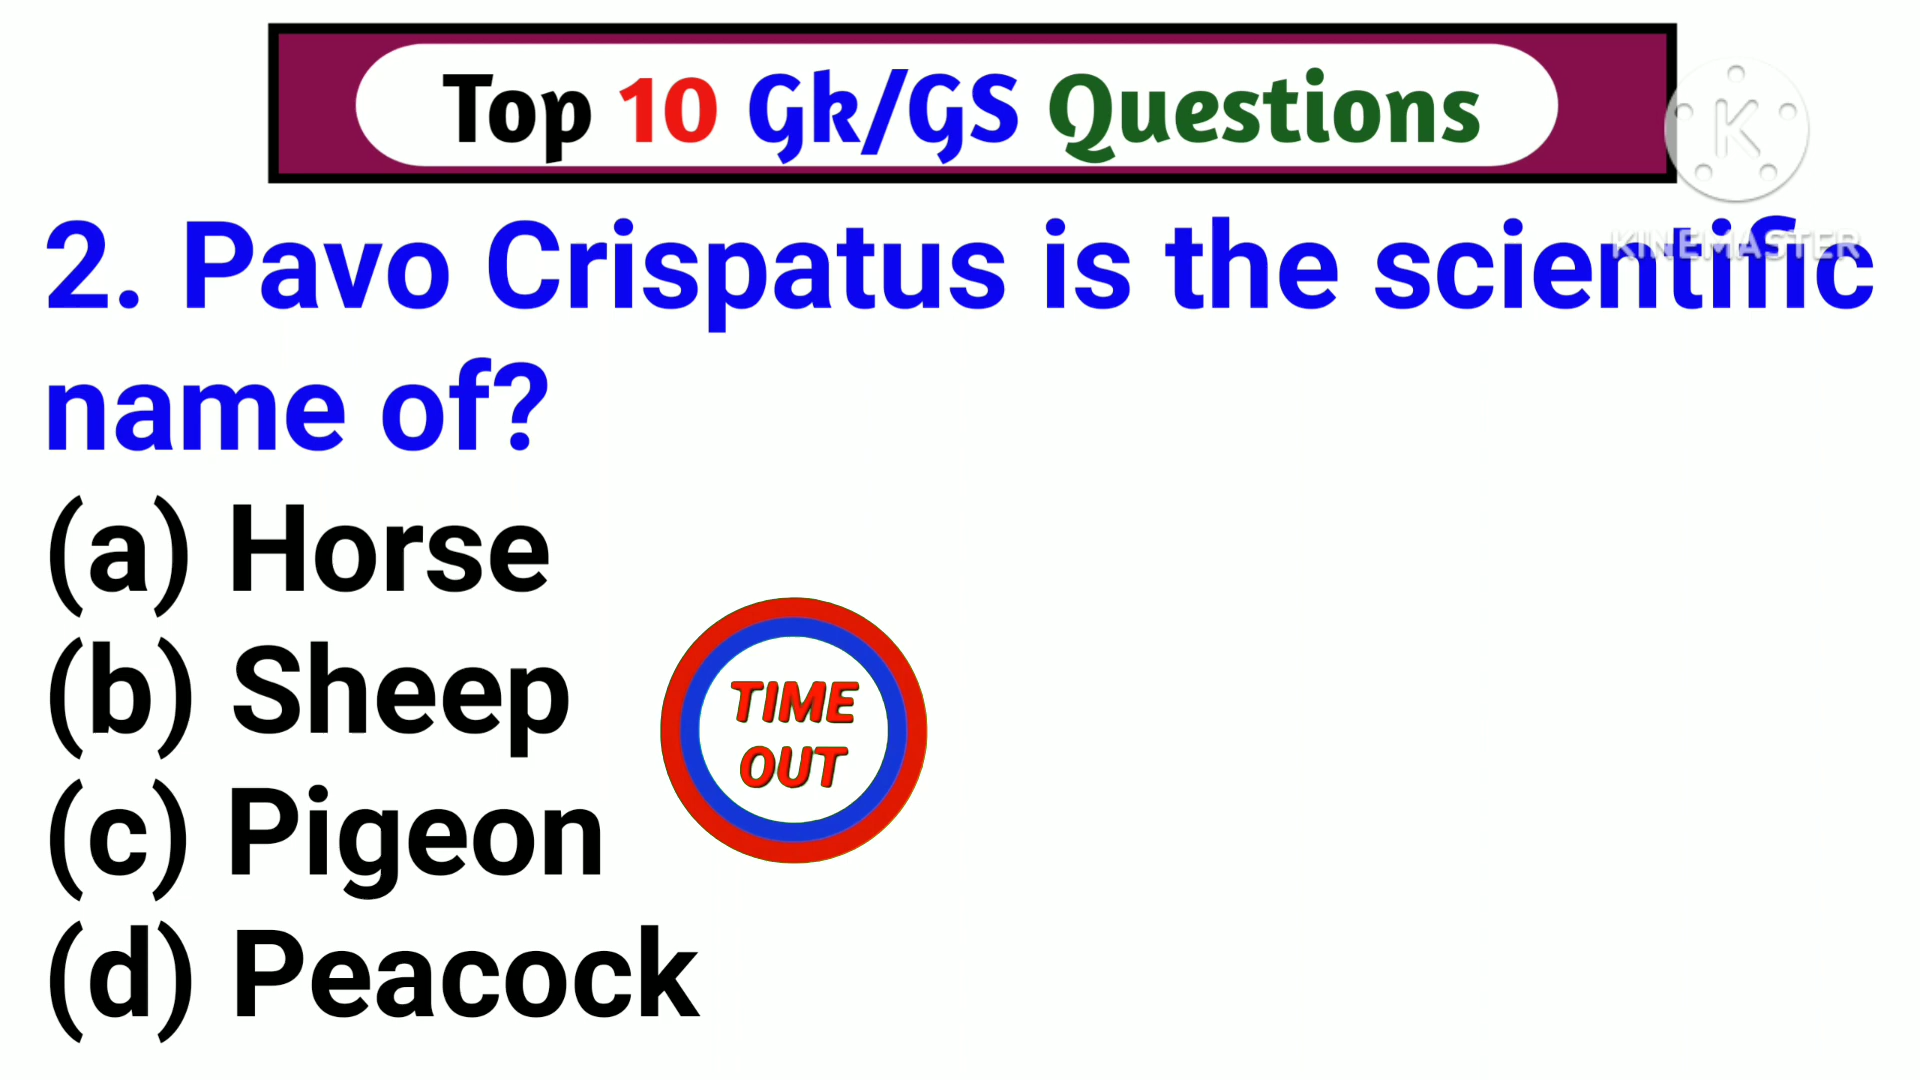 Top 10 Gk/GS Questions
K
KINEMASTER
2. Pavo Crispatus is the scientific
name of?
(a) Horse
(b) Sheep
TIME
OUT
(c) Pigeon
(d) Peacock